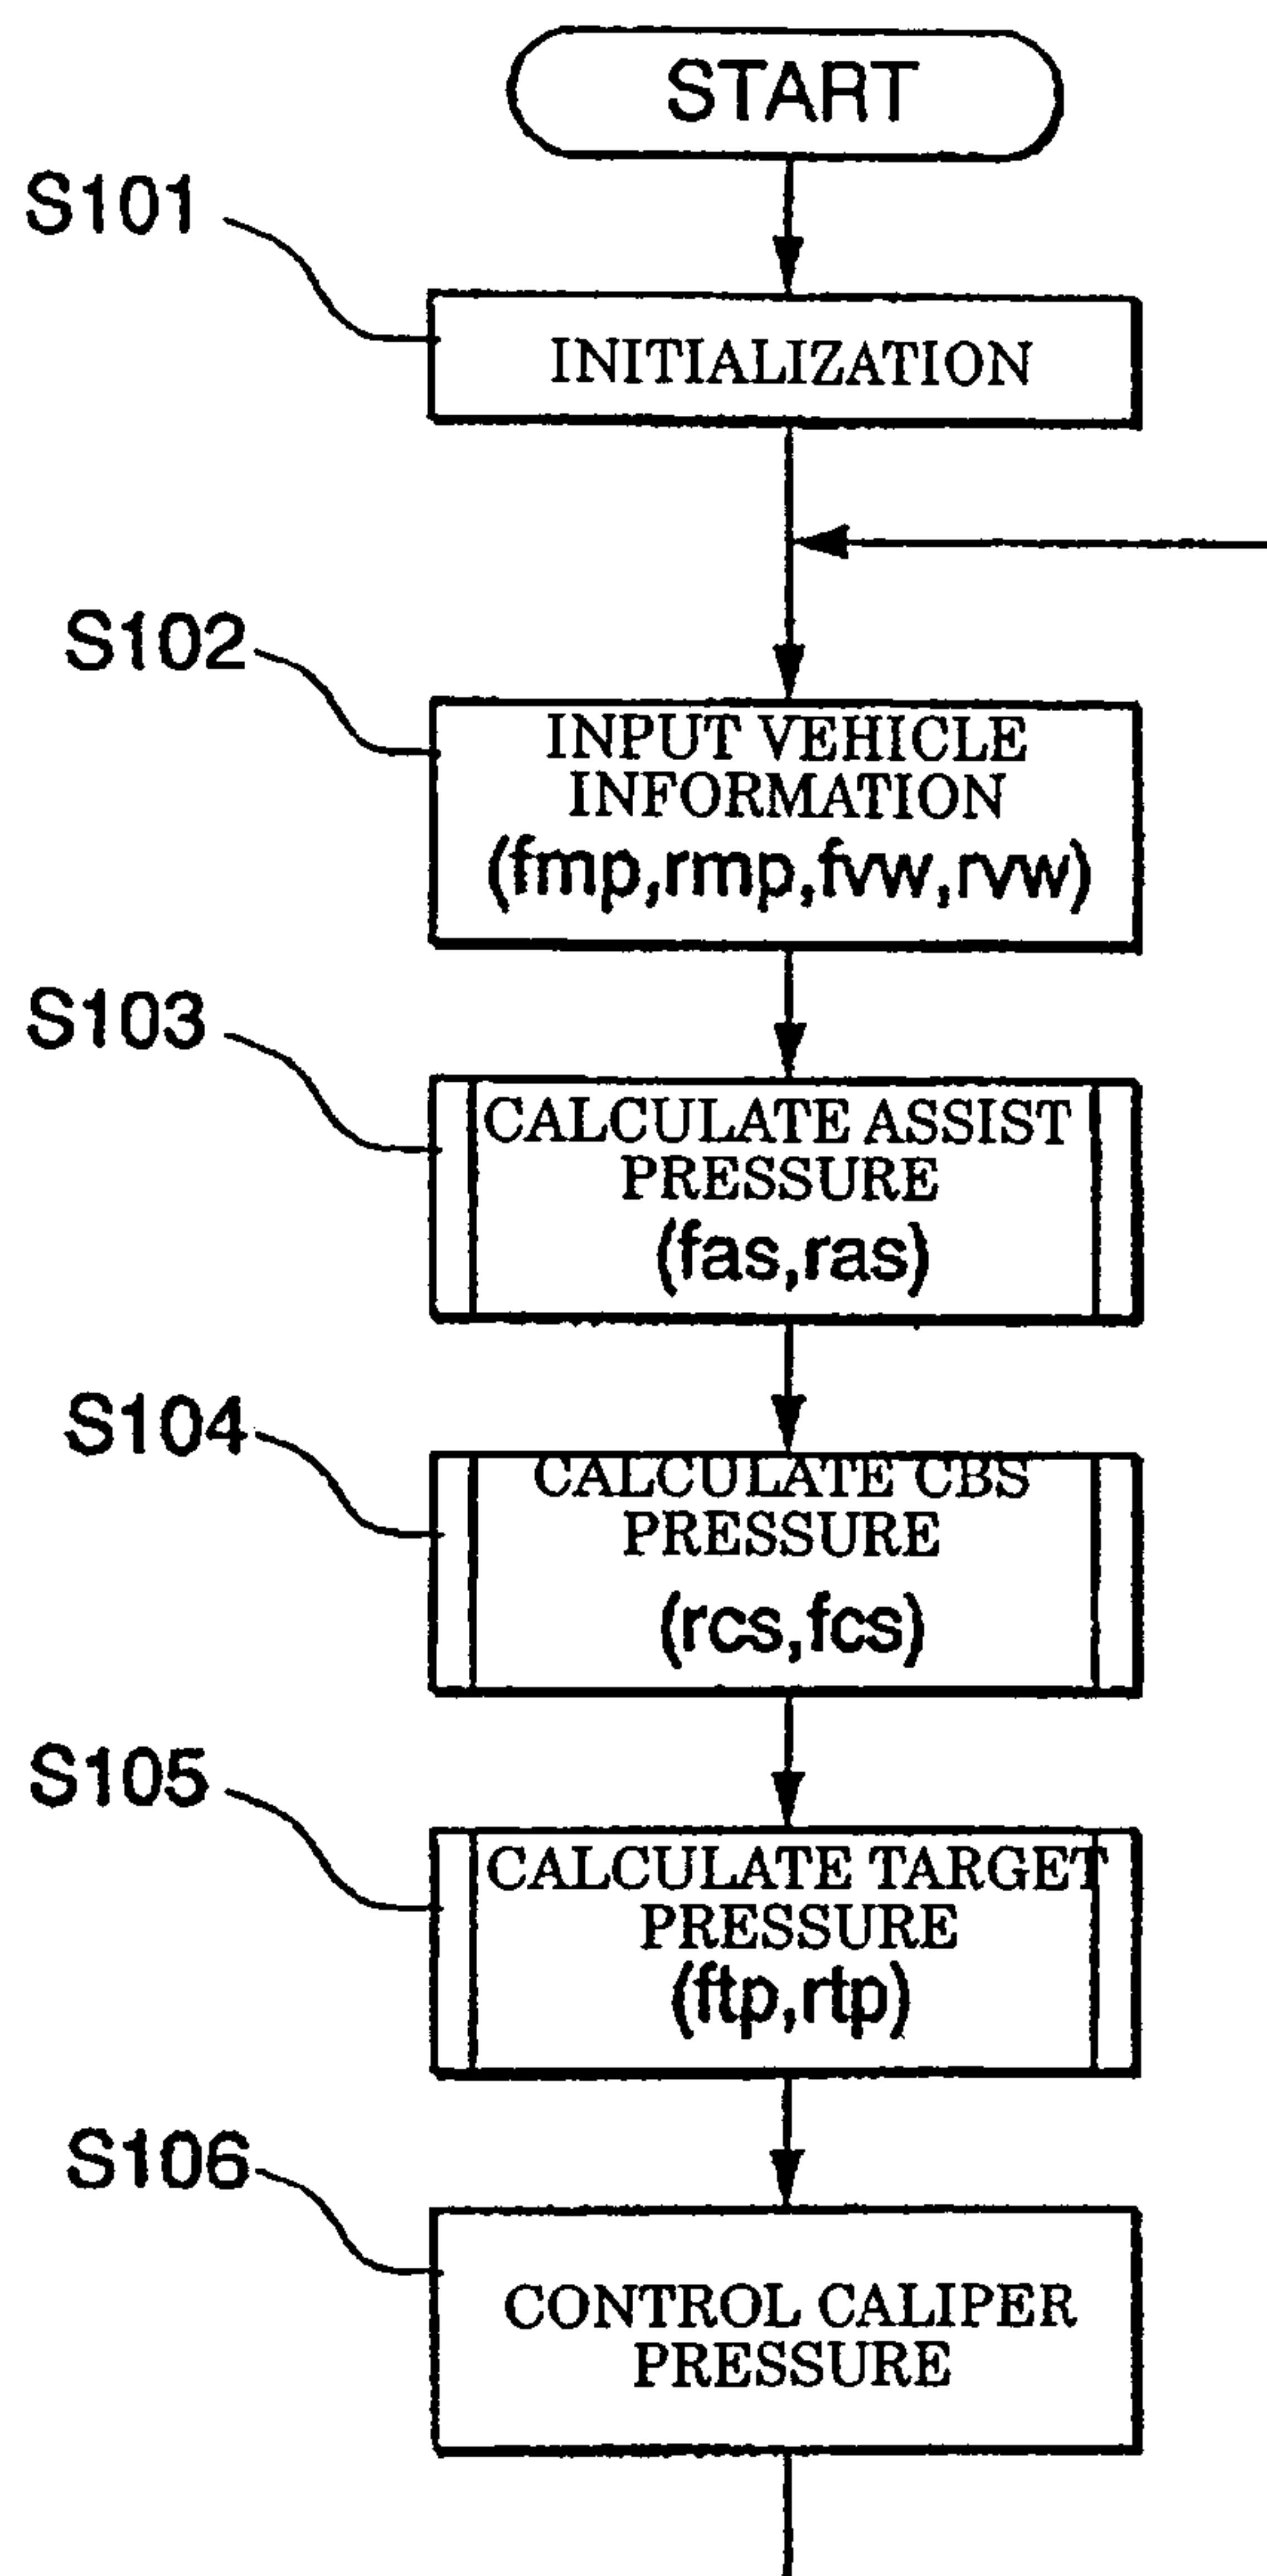 START
S101
INITIALIZATION
S102
INPUT VEHICLE
INFORMATION
(fmp,rmp,fvw,rvw)
S103
CALCULATE ASSIST
PRESSURE
(fas,ras)
S104
CALCULATE CBS
PRESSURE
(rcs,fcs)
S105
CALCULATE TARGET
PRESSURE
(ftp,rtp)
S106
CONTROL CALIPER
PRESSURE